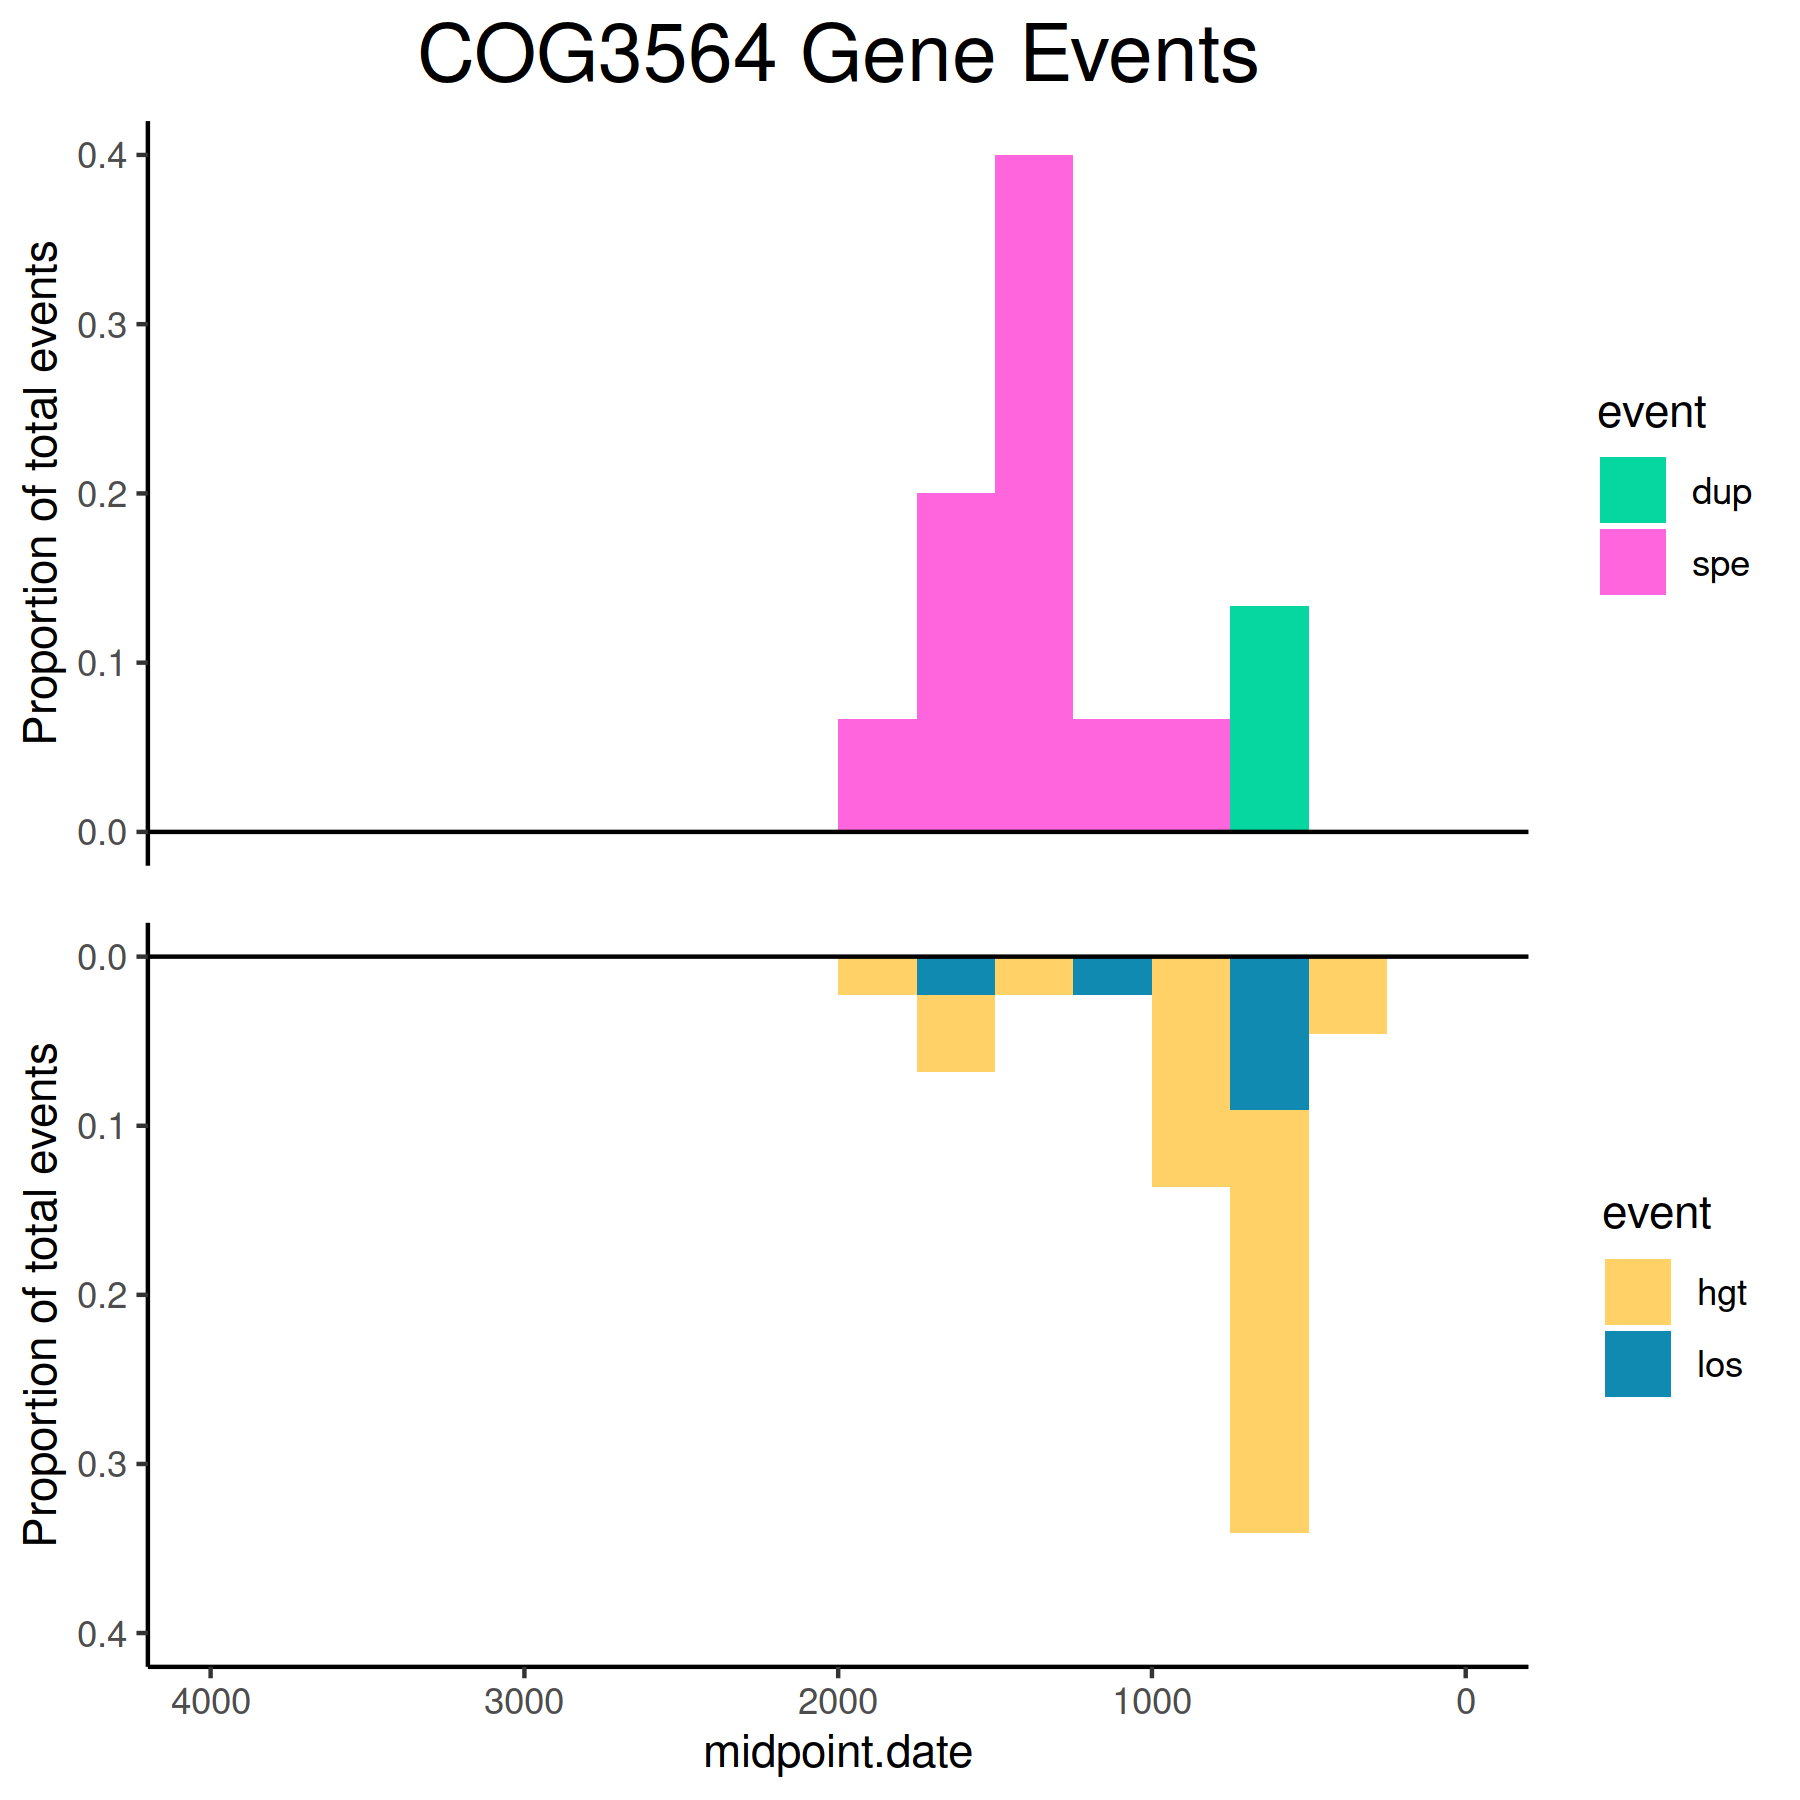 COG3564 Gene Events
Proportion of total events
0.4
0.3
0.2
0.1
0.0
event
dup
spe
Proportion of total events
0.0
0.1
0.2
0.3
0.4
event
hgt
los
4000 3000 2000 1000 0
midpoint.date